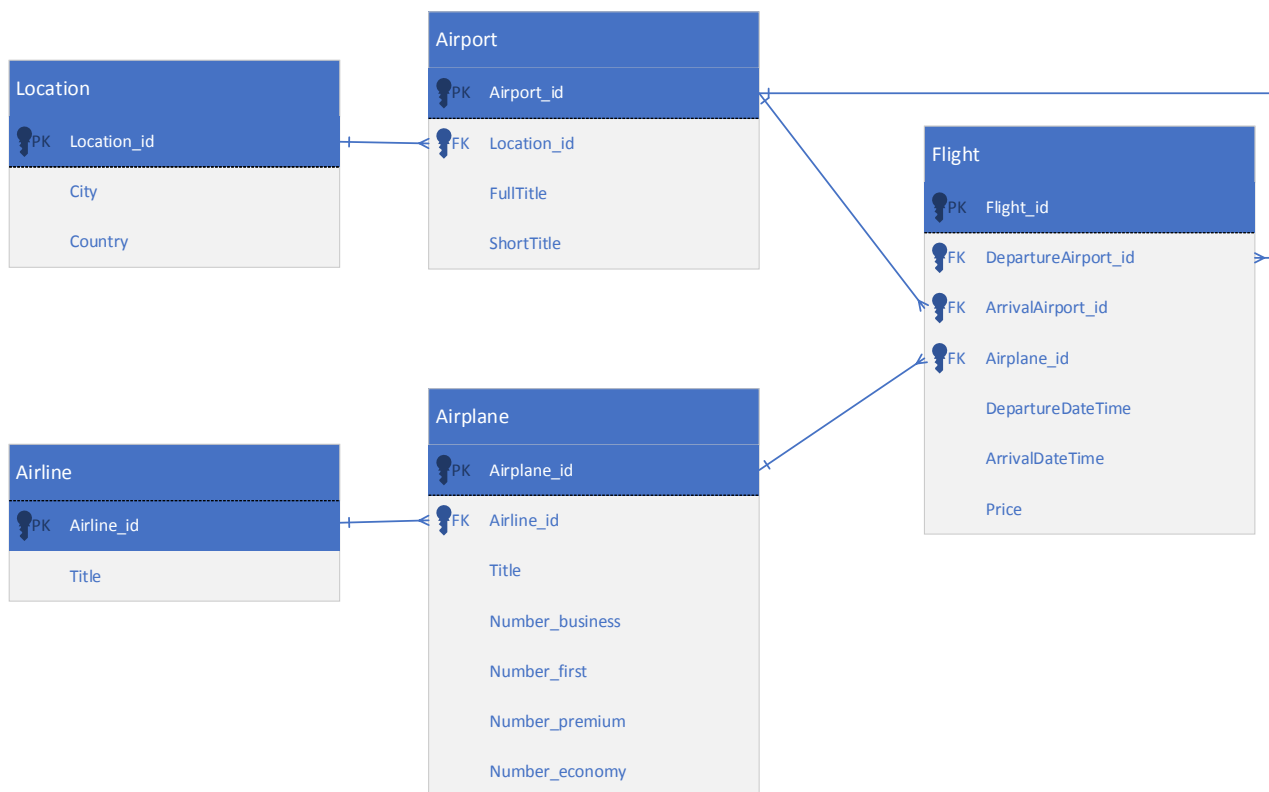 Location
PK Location_id
City
Country
Airport
PK Airport_id
FK Location_id
FullTitle
ShortTitle
Flight
PK Flight_id
FK DepartureAirport_id
FK ArrivalAirport_id
FK Airplane_id
DepartureDateTime
ArrivalDateTime
Price
Airline
PK Airline_id
Title
Airplane
PK Airplane_id
FK Airline_id
Title
Number_business
Number_first
Number_premium
Number_economy